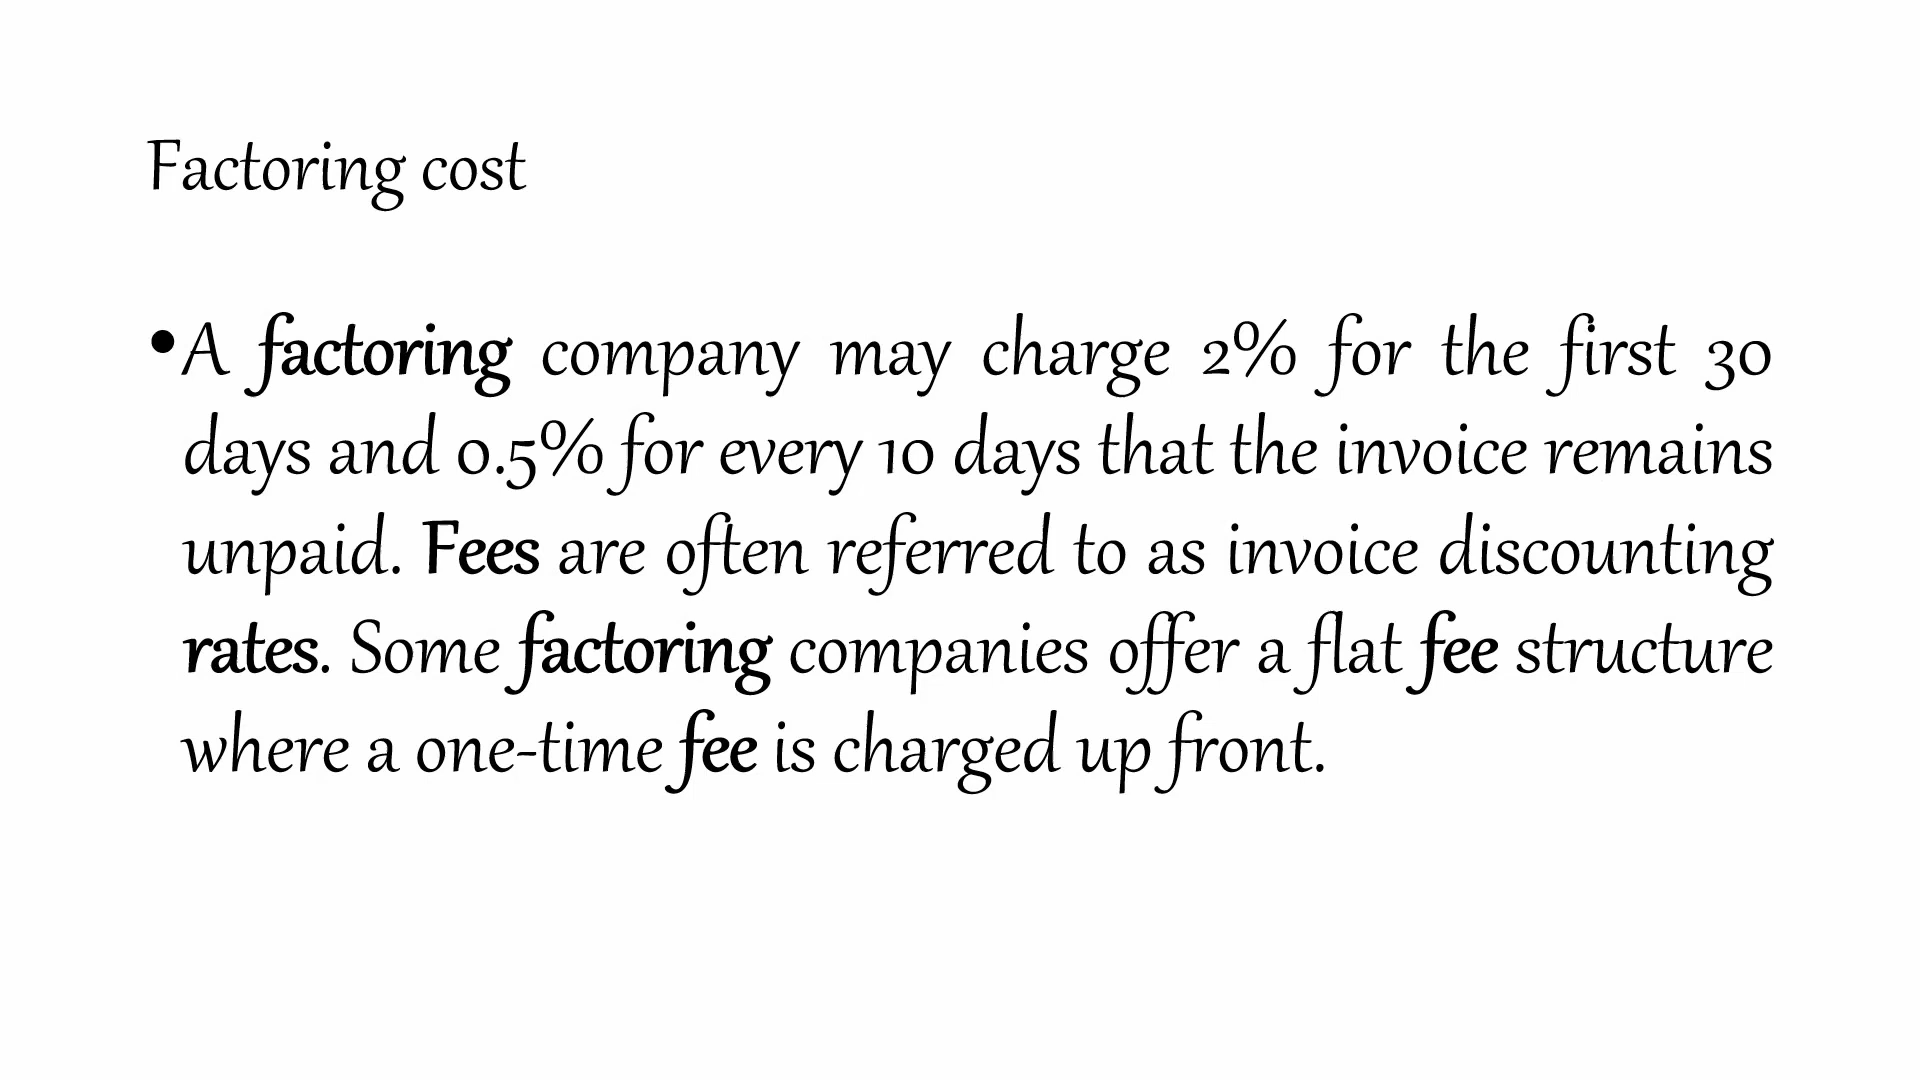 Factoring cost
•A factoring company may charge 2% for the first 30
days and 0.5% for every 10 days that the invoice remains
unpaid. Fees are often referred to as invoice discounting
rates. Some factoring companies offer a flat fee structure
where a one-time fee is charged up front.